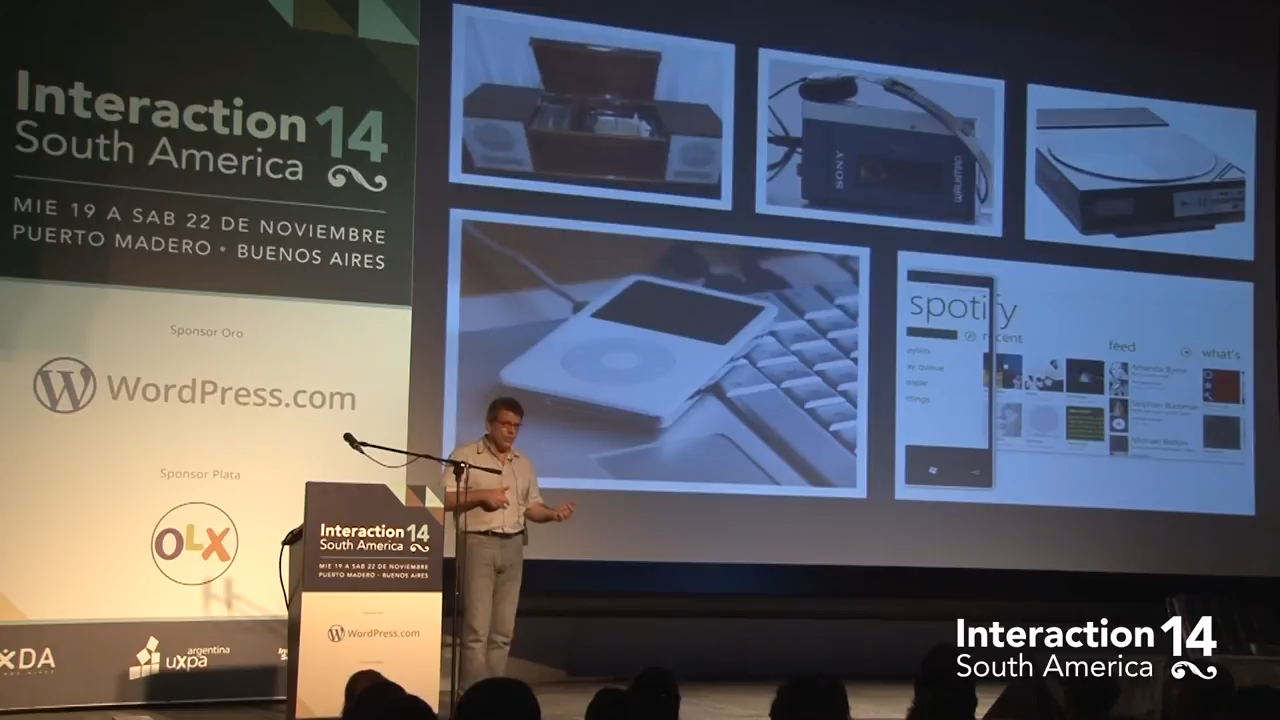 Interaction 14
South America
MIE 19 A SAB 22 DE NOVIEMBRE
PUERTO MADERO • BUENOS AIRES
Sponsor Oro
WordPress.com
Sponsor Plata
OLX
XDA
argentina
uxpa
SONY
WALKMAN
spotify
recent
feed
what's
Interaction 14
South America
MIE 19 A SAB 22 DE NOVIEMBRE
PUERTO MADERO - BUENOS AIRES
WordPress.com
Interaction 14
South America